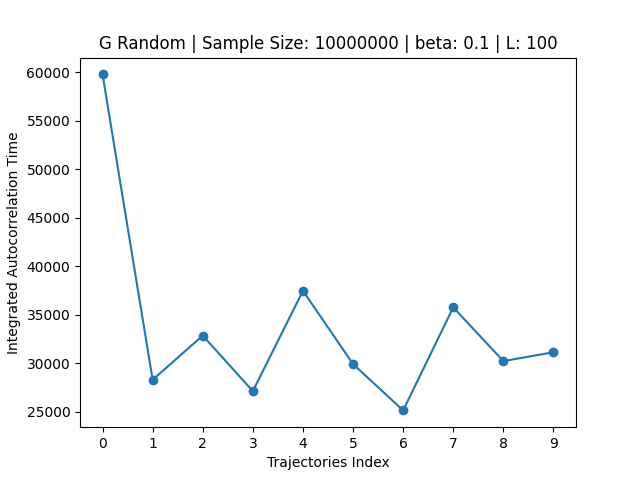 G Random | Sample Size: 10000000 | beta: 0.1 | L: 100
60000
55000
50000
45000
40000
35000
30000
25000
Integrated Autocorrelation Time
0 1 2 3 4 5 6 7 8 9
Trajectories Index